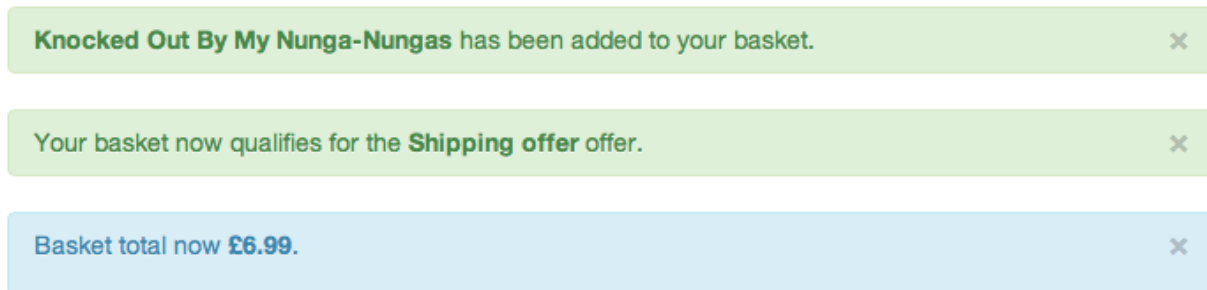 Knocked Out By My Nunga-Nungas has been added to your basket. ×
Your basket now qualifies for the Shipping offer offer. ×
Basket total now £6.99. ×